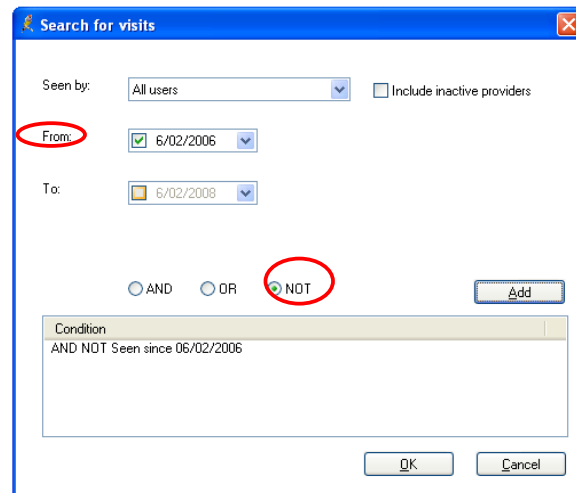 Search for visits
Seen by: All users Include inactive providers
From: 6/02/2006
To: 6/02/2008
AND OR NOT Add
Condition
AND NOT Seen since 06/02/2006
OK Cancel